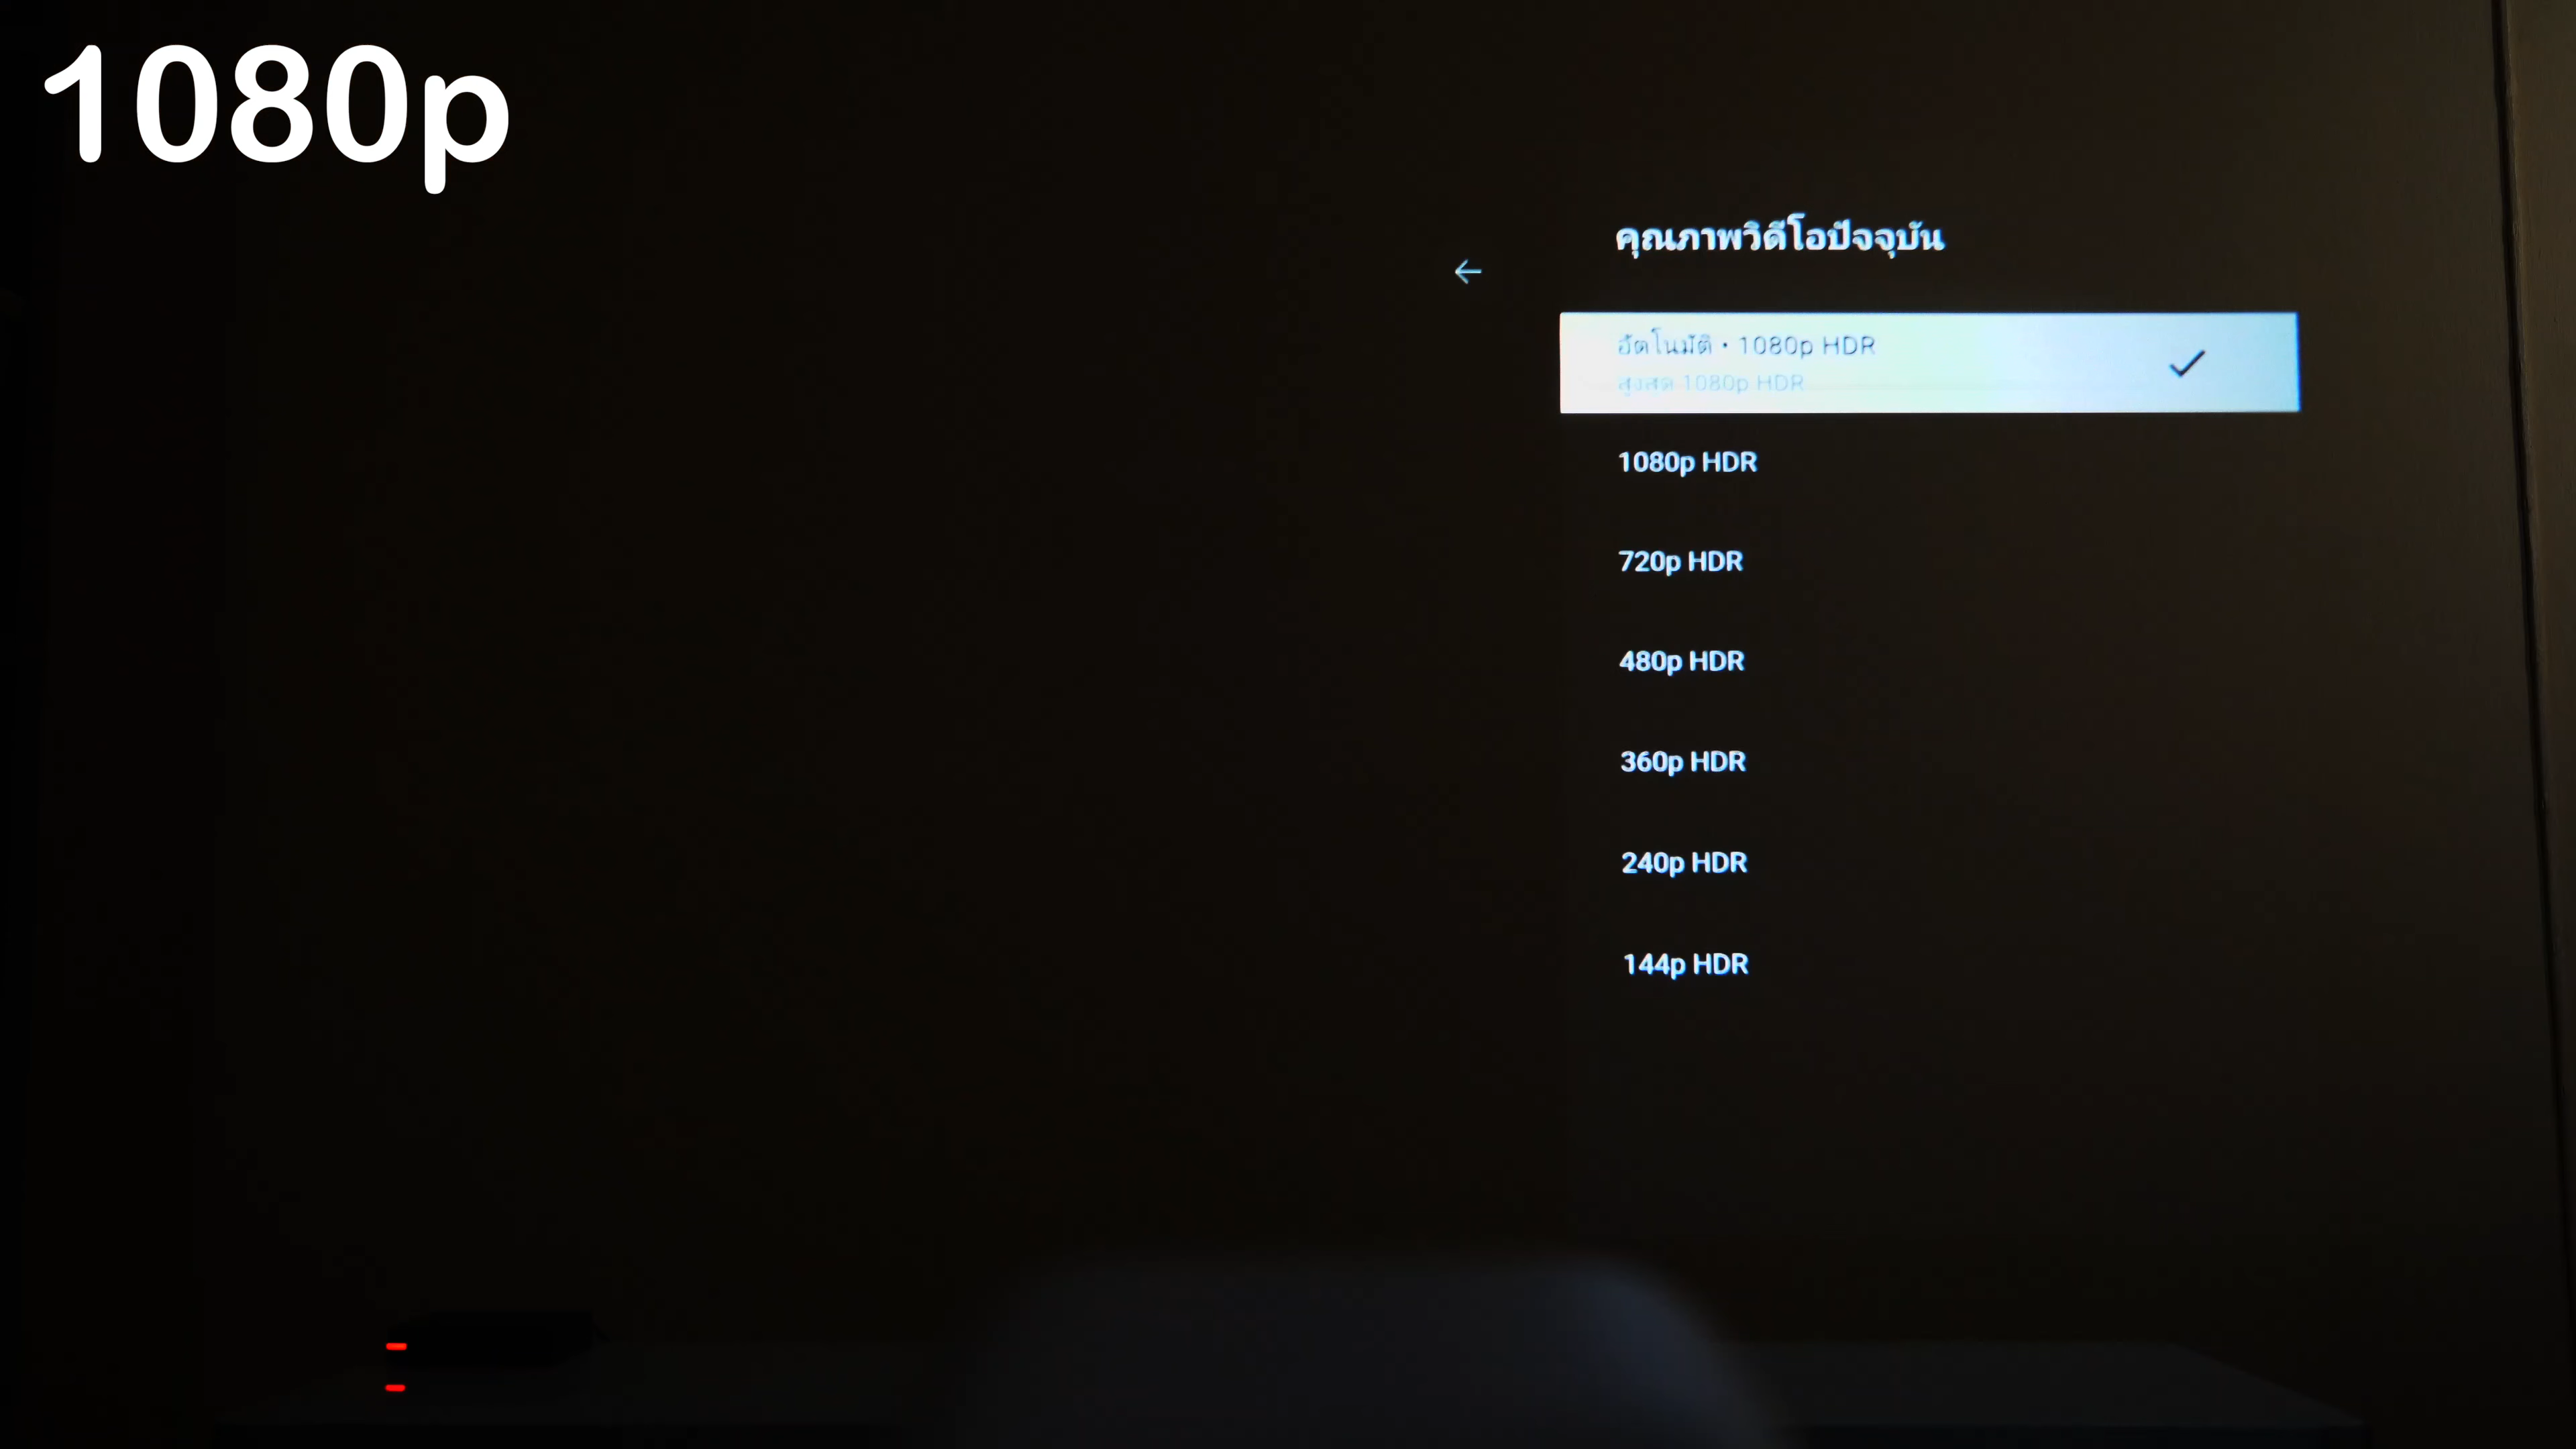 1080p
คุณภาพวิดีโอปัจจุบัน
อัตโนมัติ • 1080p HDR
สูงสุด 1080p HDR
1080p HDR
720p HDR
480p HDR
360p HDR
240p HDR
144p HDR